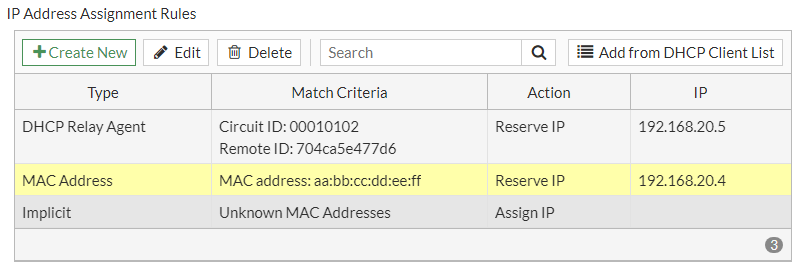 IP Address Assignment Rules
Create New Edit Delete Search Add from DHCP Client List
Type Match Criteria Action IP
DHCP Relay Agent Circuit ID: 00010102 Reserve IP 192.168.20.5
Remote ID: 704ca5e477d6
MAC Address MAC address: aa:bb:cc:dd:ee:ff Reserve IP 192.168.20.4
Implicit Unknown MAC Addresses Assign IP
3